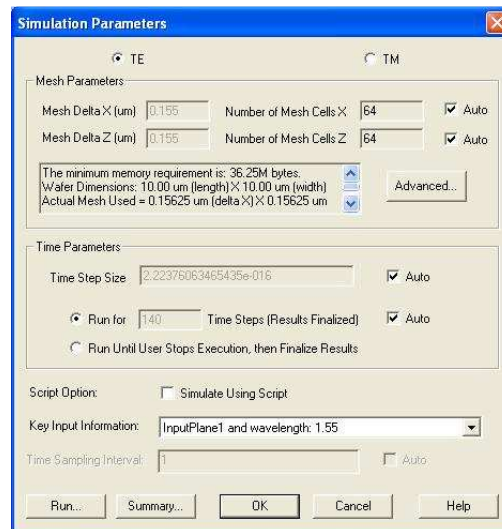 Simulation Parameters
TE TM
Mesh Parameters
Mesh Delta X (um) 0.155 Number of Mesh Cells X 64 Auto
Mesh Delta Z (um) 0.155 Number of Mesh Cells Z 64 Auto
The minimum memory requirement is: 36.25M bytes.
Wafer Dimensions: 10.00 um (length) X 10.00 um (width)
Actual Mesh Used = 0.15625 um (delta X) X 0.15625 um
Advanced...
Time Parameters
Time Step Size 2.22376063465435e-016 Auto
Run for 140 Time Steps (Results Finalized) Auto
Run Until User Stops Execution, then Finalize Results
Script Option: Simulate Using Script
Key Input Information: InputPlane1 and wavelength: 1.55
Time Sampling Interval: 1 Auto
Run... Summary... OK Cancel Help